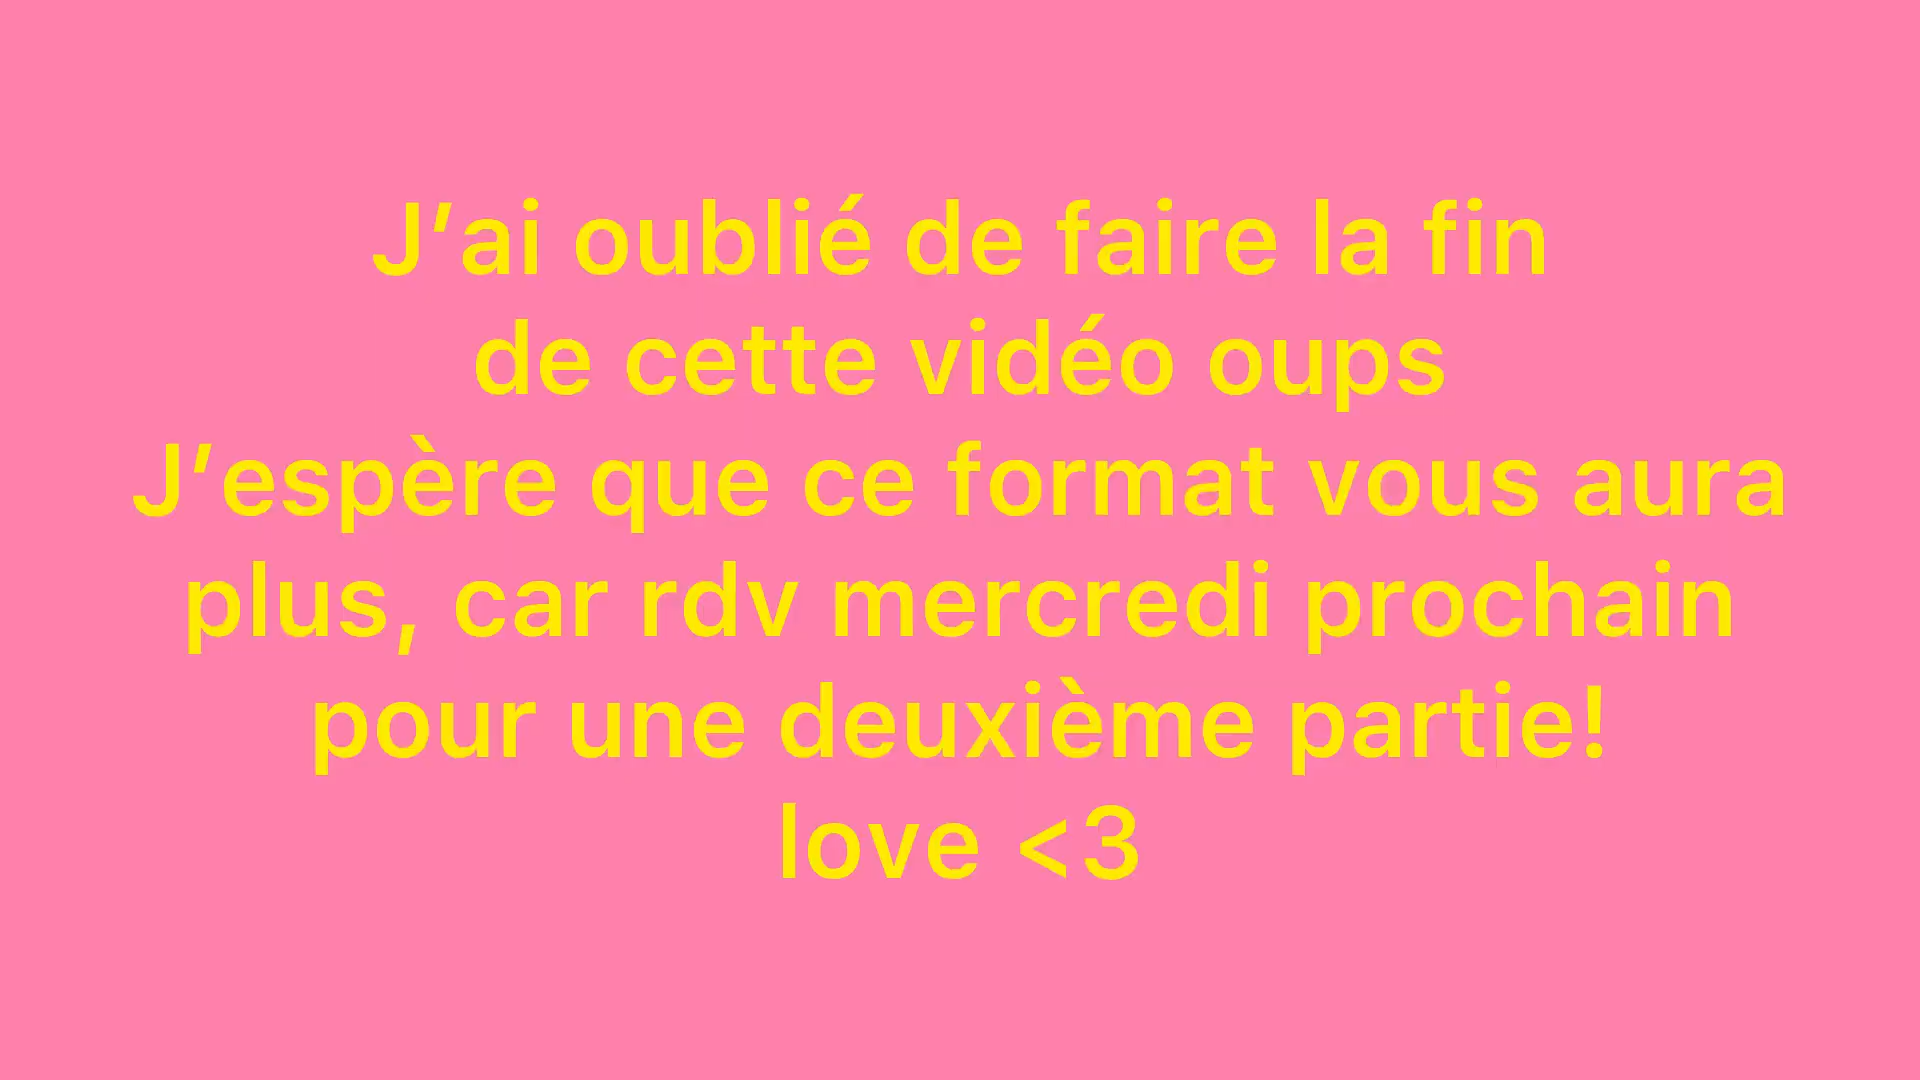 J’ai oublié de faire la fin
de cette vidéo oups
J’espère que ce format vous aura
plus, car rdv mercredi prochain
pour une deuxième partie!
love <3